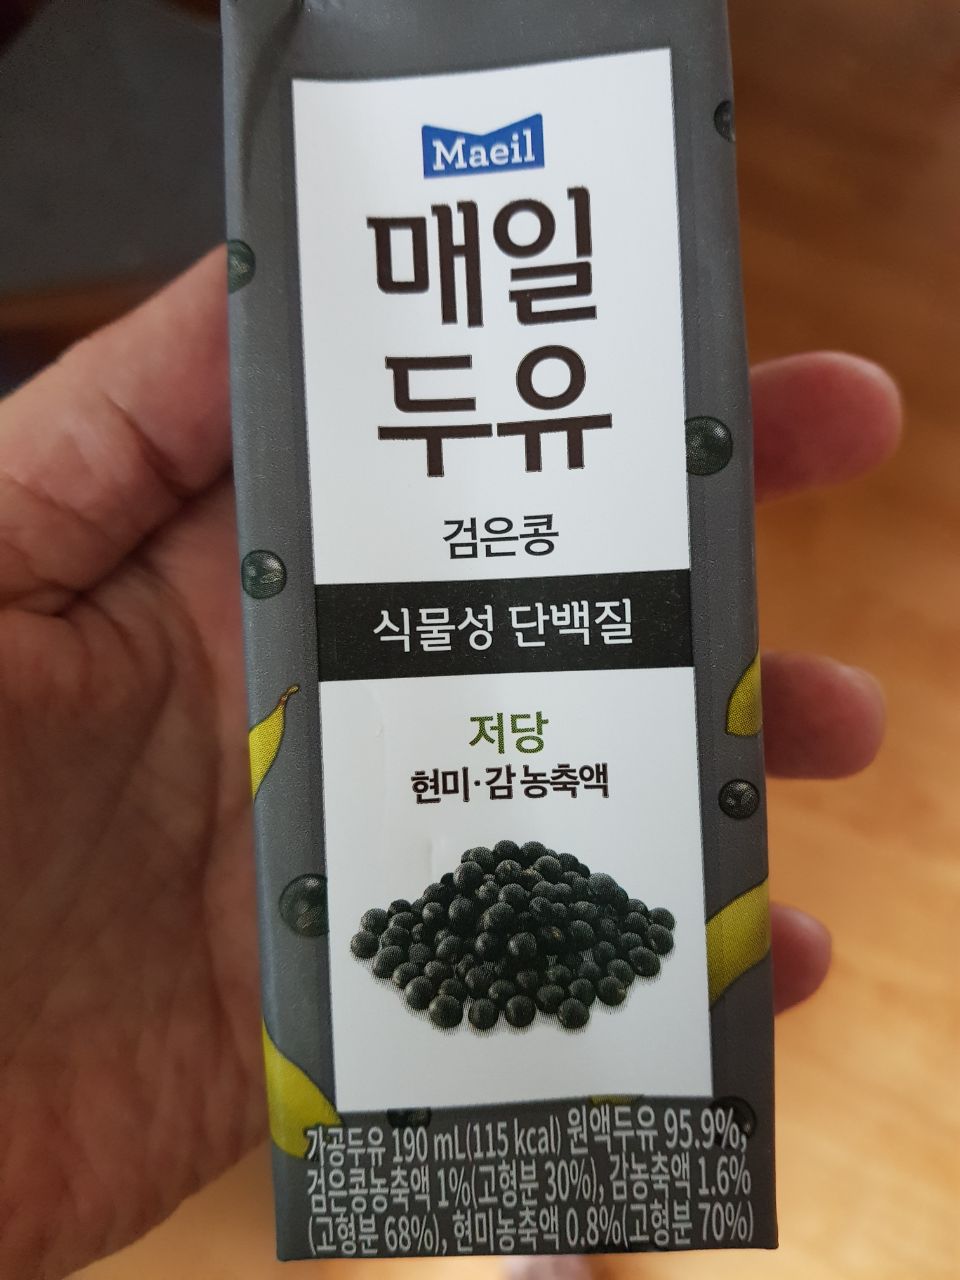 Maeil
매일
두유
검은콩
식물성 단백질
저당
현미·감 농축액
가공두유 190 mL(115 kcal) 원액두유 95.9%,
검은콩농축액 1%(고형분 30%), 감농축액 1.6%
(고형분 68%), 현미농축액 0.8%(고형분 70%)